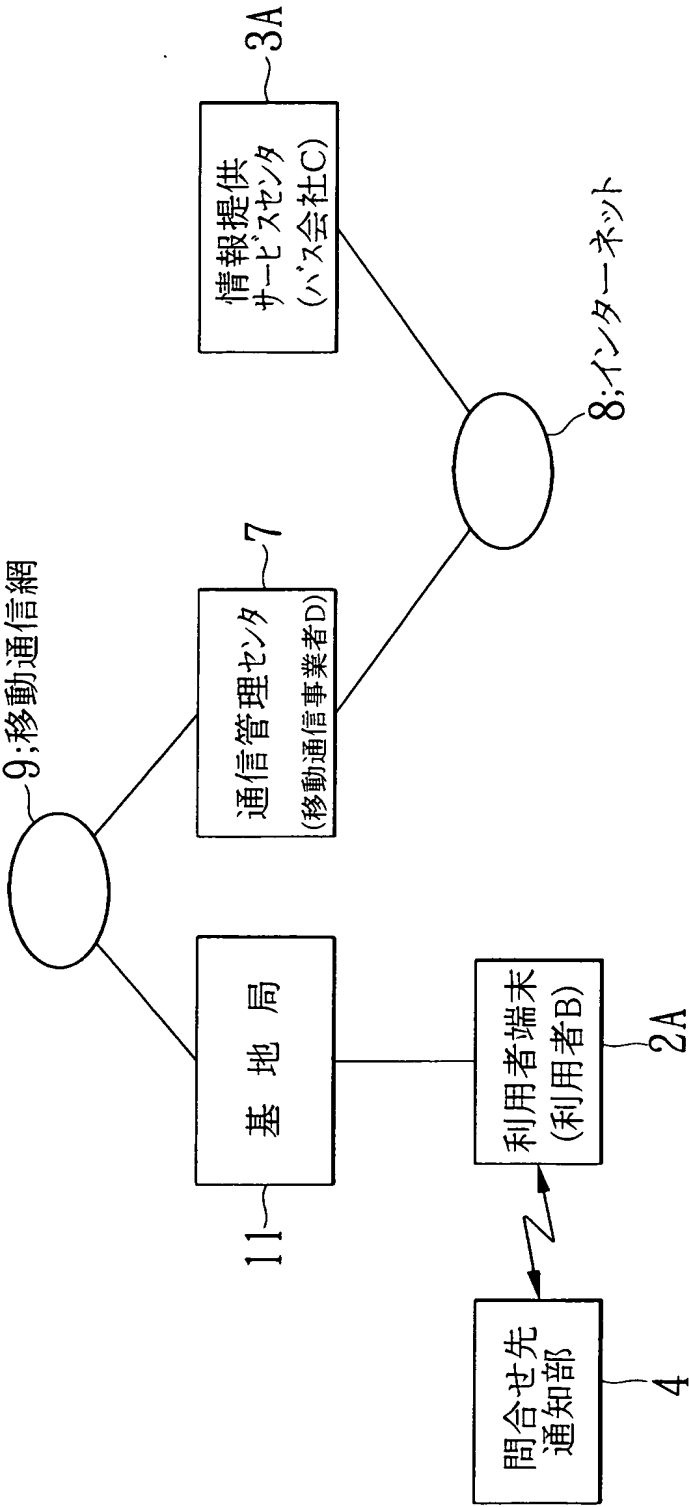 9;移動通信網
基地局
11
通信管理センタ
(移動通信事業者D)
7
情報提供
サービスセンタ
(バス会社C)
3A
問合せ先
通知部
4
利用者端末
(利用者B)
2A
8;インターネット